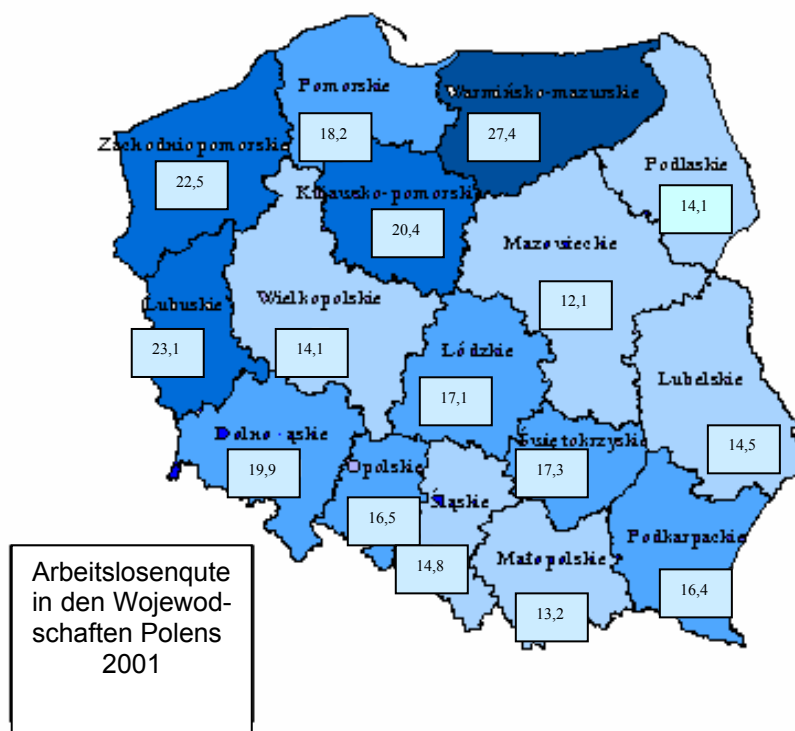 Pomorskie
18,2
Warmińsko-mazurskie
27,4
Zachodniopomorskie
22,5
Podlaskie
14,1
20,4
Mazowieckie
12,1
Lubuskie
23,1
Wielkopolskie
14,1
Łódzkie
17,1
Lubelskie
14,5
19,9
Świętokrzyskie
17,3
opolskie
16,5
Śląskie
14,8
Małopolskie
13,2
Podkarpackie
16,4
Arbeitslosenqute
in den Wojewod-
schaften Polens
2001